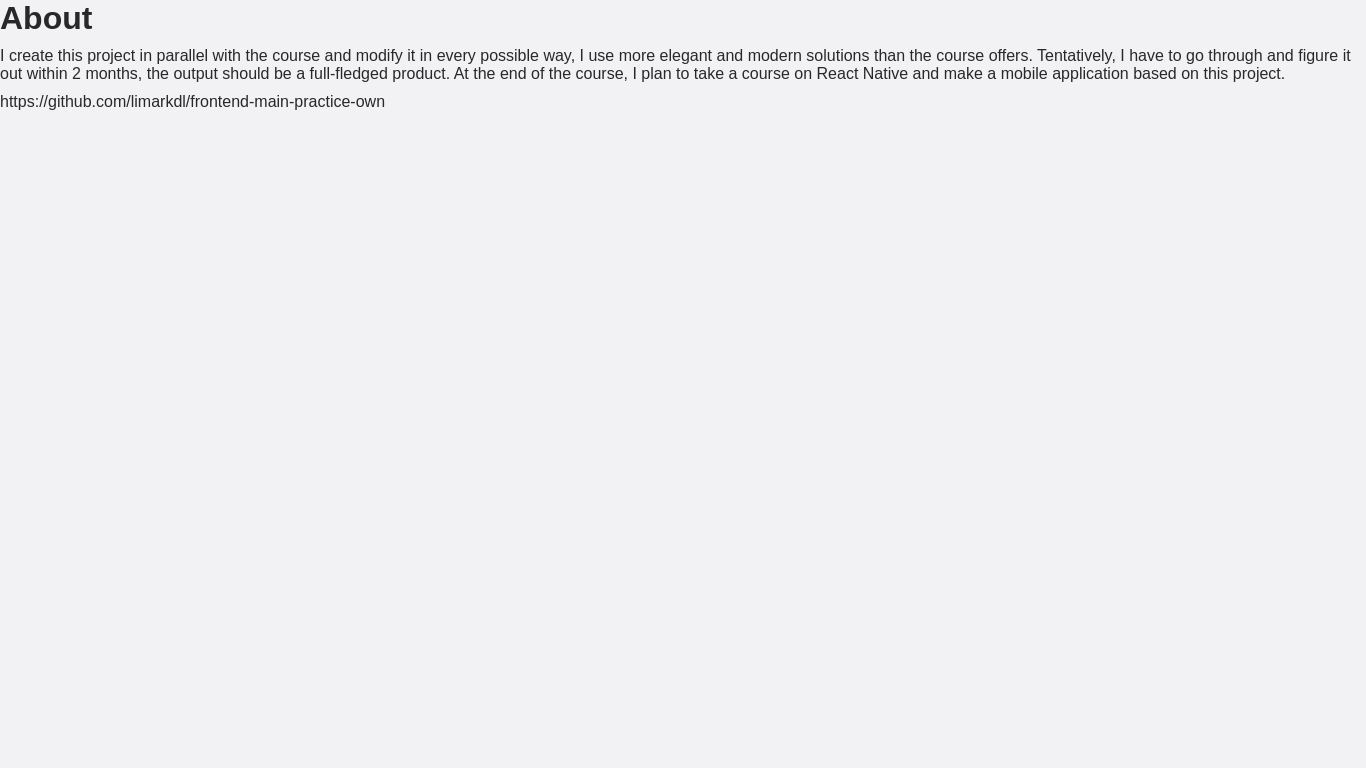 About
I create this project in parallel with the course and modify it in every possible way, I use more elegant and modern solutions than the course offers. Tentatively, I have to go through and figure it
out within 2 months, the output should be a full-fledged product. At the end of the course, I plan to take a course on React Native and make a mobile application based on this project.
https://github.com/limarkdl/frontend-main-practice-own